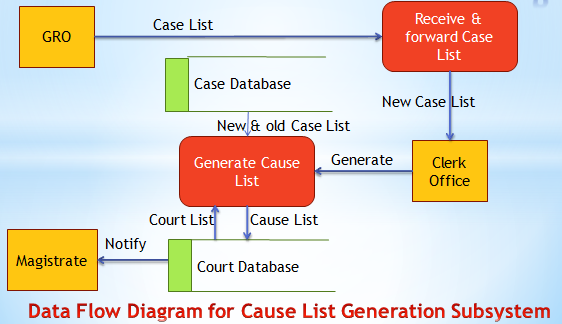 Case List
GRO
Receive &
forward Case
List
Case Database
New Case List
New & old Case List
Generate Cause
List
Generate
Clerk
Office
Court List
Cause List
Notify
Magistrate
Court Database
Data Flow Diagram for Cause List Generation Subsystem